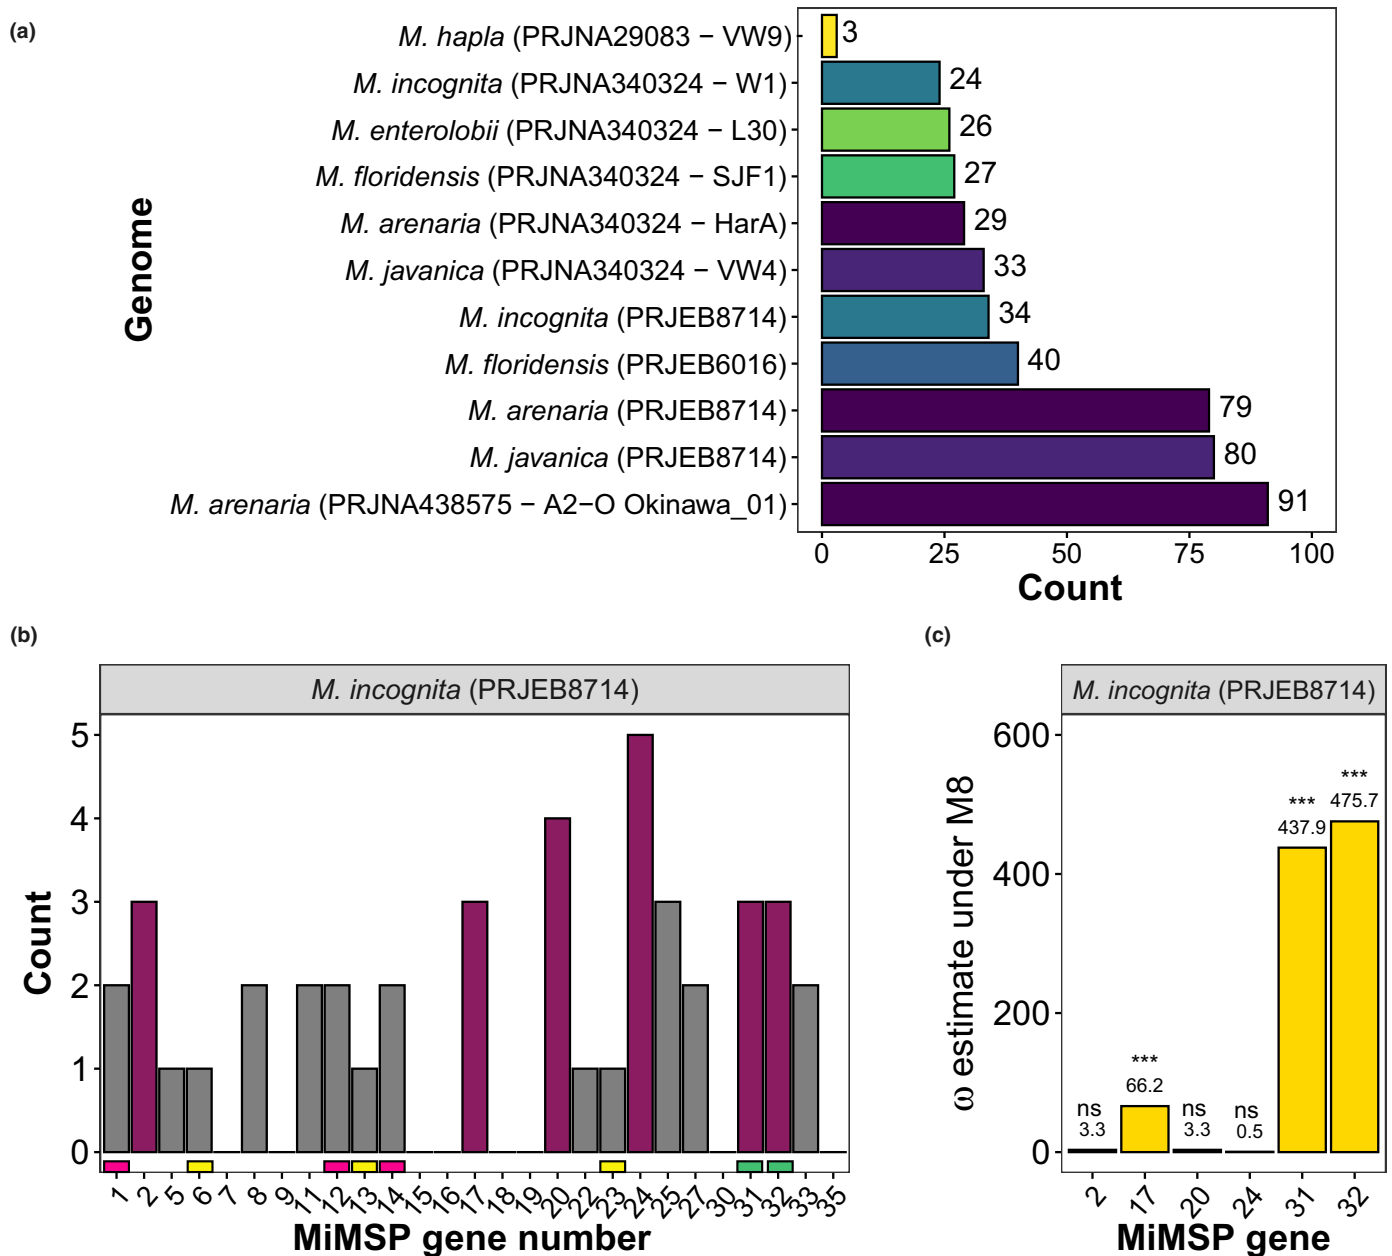 (a)
M. hapla (PRJNA29083 − VW9)
3
M. incognita (PRJNA340324 − W1)
24
M. enterolobii (PRJNA340324 − L30)
26
M. floridensis (PRJNA340324 − SJF1)
27
M. arenaria (PRJNA340324 − HarA)
29
M. javanica (PRJNA340324 − VW4)
33
M. incognita (PRJEB8714)
34
M. floridensis (PRJEB6016)
40
M. arenaria (PRJEB8714)
79
M. javanica (PRJEB8714)
80
M. arenaria (PRJNA438575 − A2−O Okinawa_01)
91
Genome
0 25 50 75 100
Count
(b)
M. incognita (PRJEB8714)
5
4
3
2
1
0
Count
1 2 5 6 7 8 9 11 12 13 14 15 16 17 18 19 20 22 23 24 25 27 30 31 32 33 35
MiMSP gene number
(c)
M. incognita (PRJEB8714)
600
400
200
0
ω estimate under M8
ns
3.3
***
66.2
ns
3.3
ns
0.5
***
437.9
***
475.7
2 17 20 24 31 32
MiMSP gene